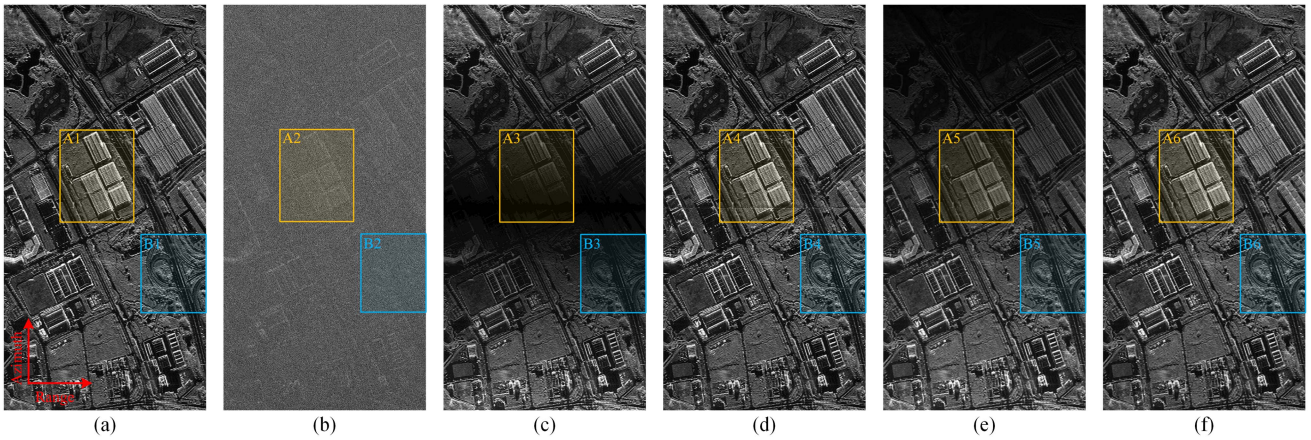 A1
A2
A3
A4
A5
A6
B1
B2
B3
B4
B5
B6
Azimuth
Range
(a)
(b)
(c)
(d)
(e)
(f)